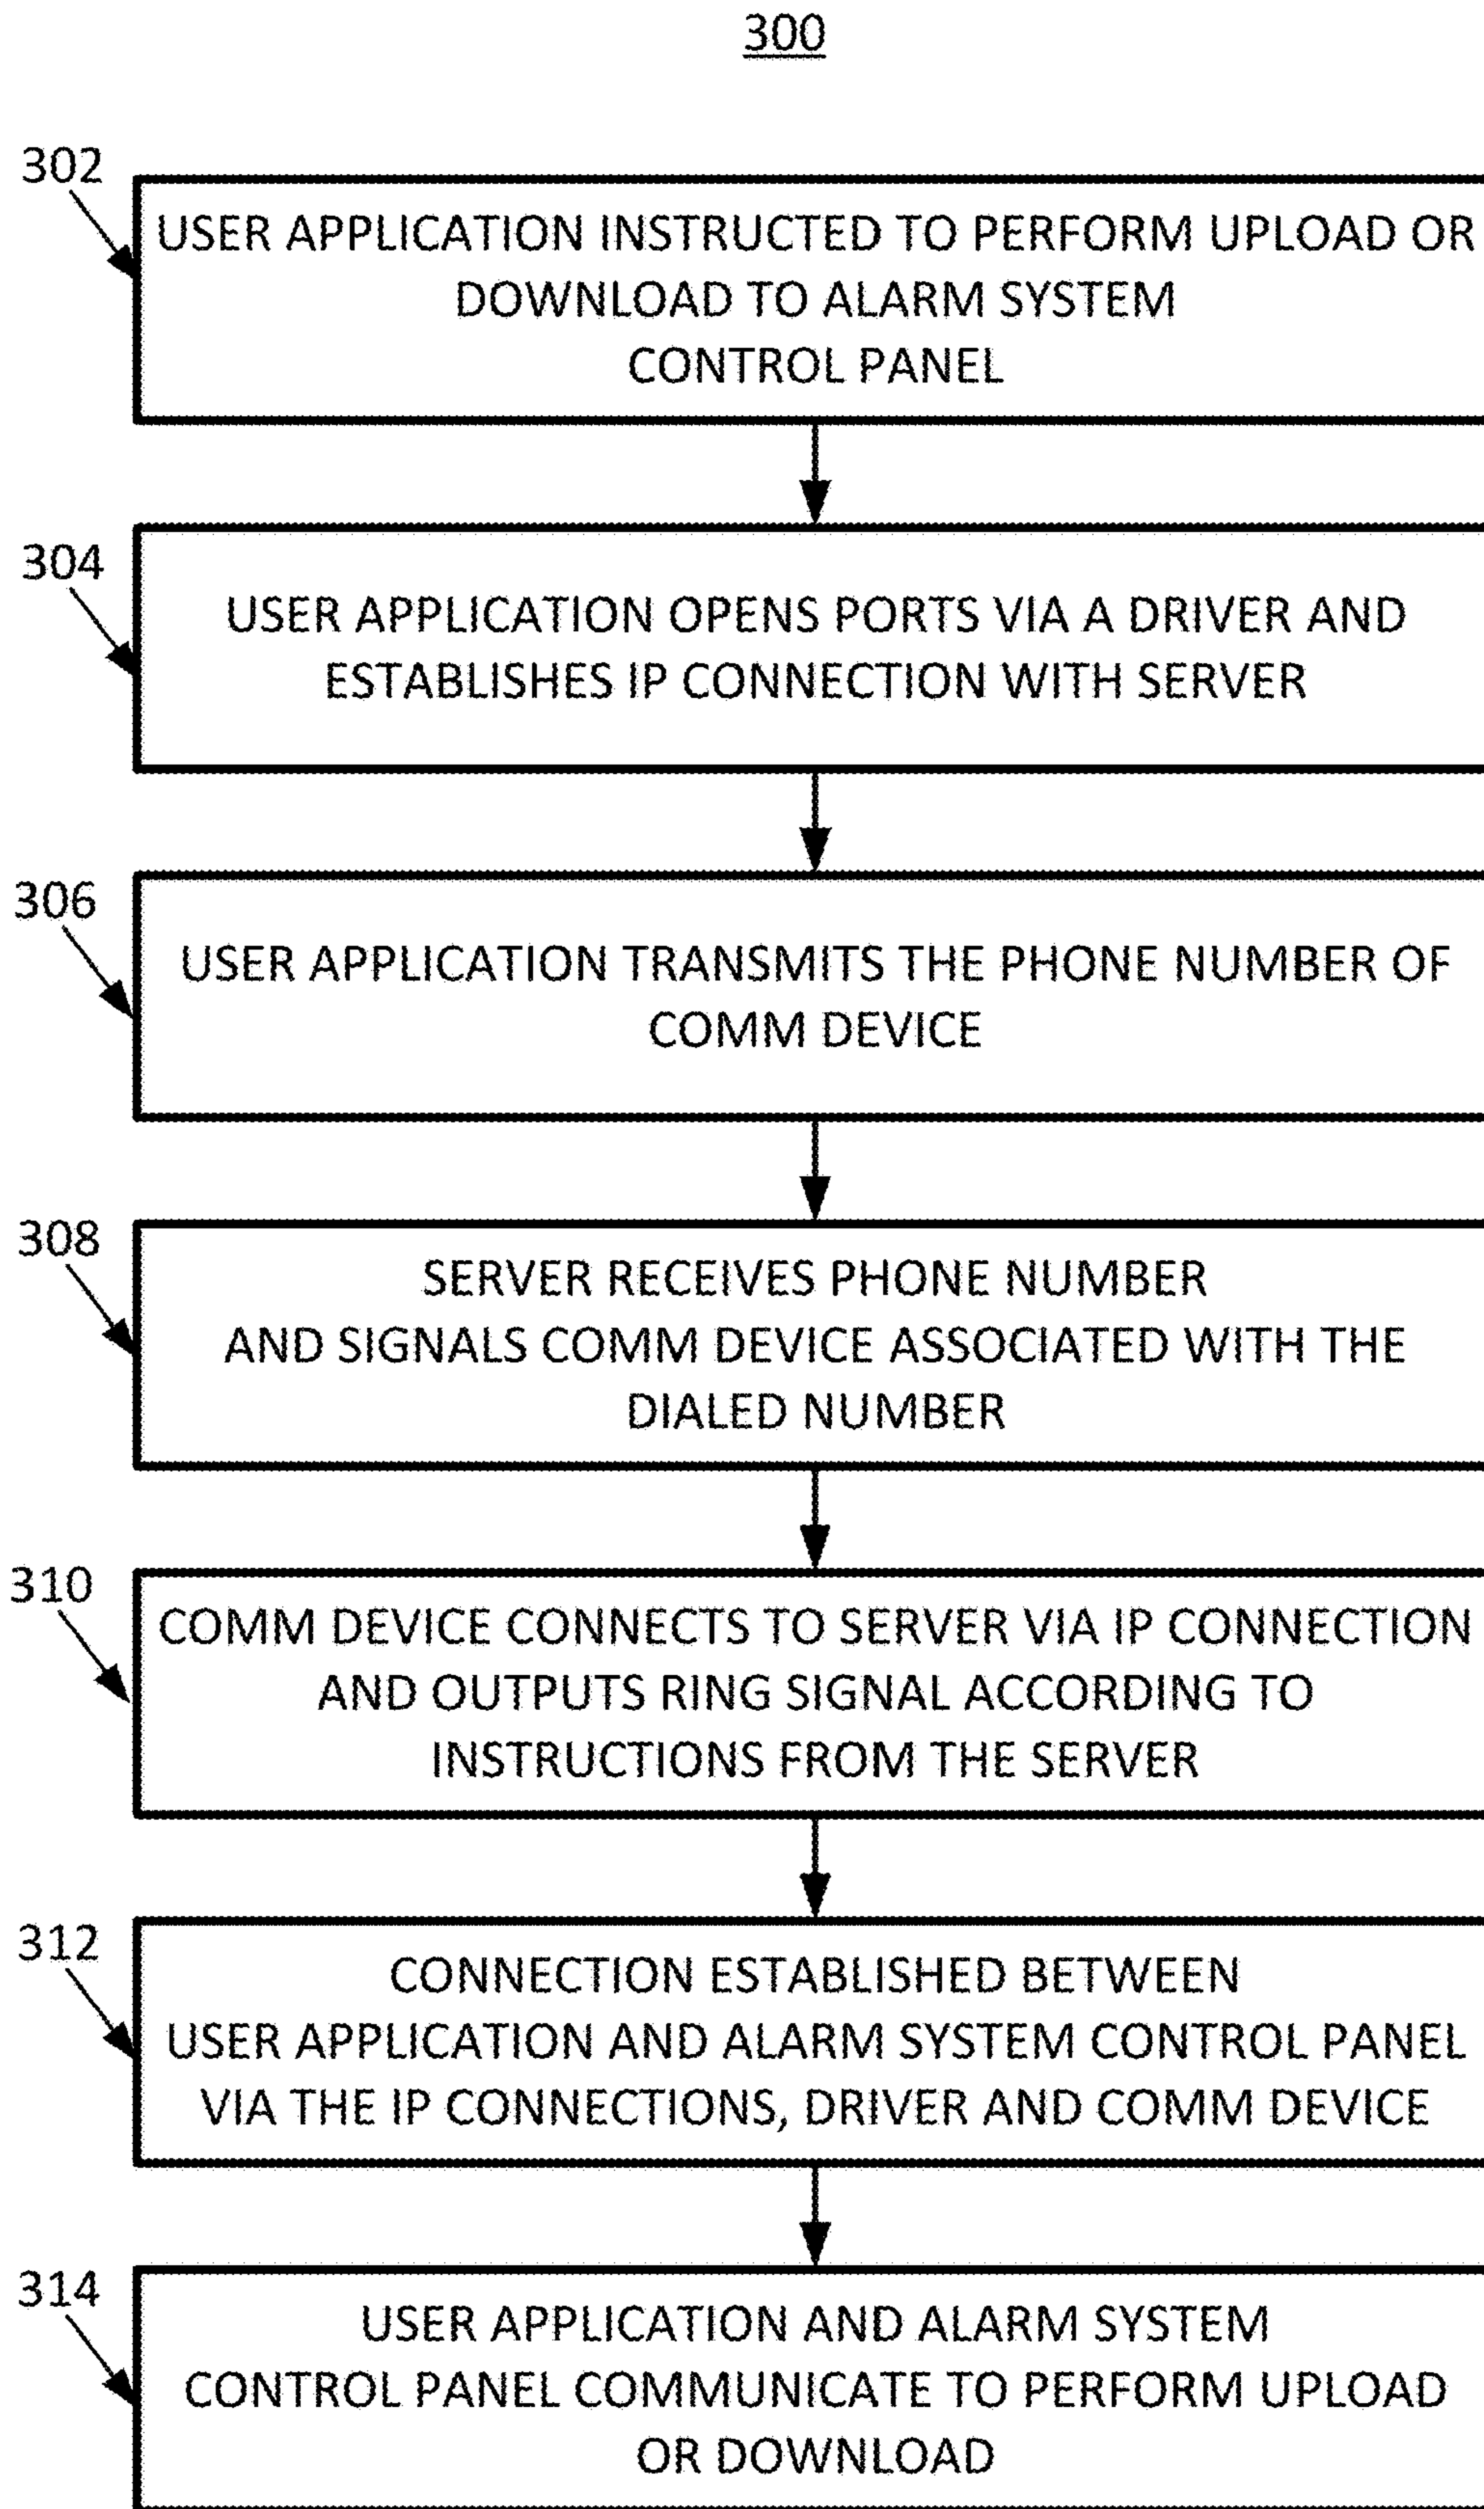 300
302
USER APPLICATION INSTRUCTED TO PERFORM UPLOAD OR
DOWNLOAD TO ALARM SYSTEM
CONTROL PANEL
304
USER APPLICATION OPENS PORTS VIA A DRIVER AND
ESTABLISHES IP CONNECTION WITH SERVER
306
USER APPLICATION TRANSMITS THE PHONE NUMBER OF
COMM DEVICE
308
SERVER RECEIVES PHONE NUMBER
AND SIGNALS COMM DEVICE ASSOCIATED WITH THE
DIALED NUMBER
310
COMM DEVICE CONNECTS TO SERVER VIA IP CONNECTION
AND OUTPUTS RING SIGNAL ACCORDING TO
INSTRUCTIONS FROM THE SERVER
312
CONNECTION ESTABLISHED BETWEEN
USER APPLICATION AND ALARM SYSTEM CONTROL PANEL
VIA THE IP CONNECTIONS, DRIVER AND COMM DEVICE
314
USER APPLICATION AND ALARM SYSTEM
CONTROL PANEL COMMUNICATE TO PERFORM UPLOAD
OR DOWNLOAD